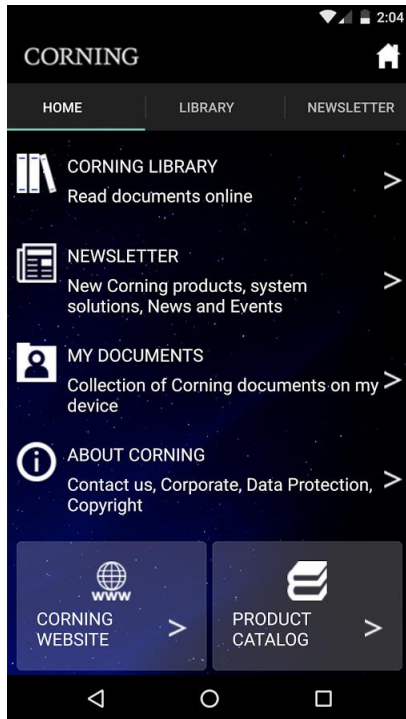 2:04
CORNING
HOME
LIBRARY
NEWSLETTER
CORNING LIBRARY
Read documents online
NEWSLETTER
New Corning products, system
solutions, News and Events
MY DOCUMENTS
Collection of Corning documents on my
device
ABOUT CORNING
Contact us, Corporate, Data Protection,
Copyright
www
CORNING
WEBSITE
PRODUCT
CATALOG